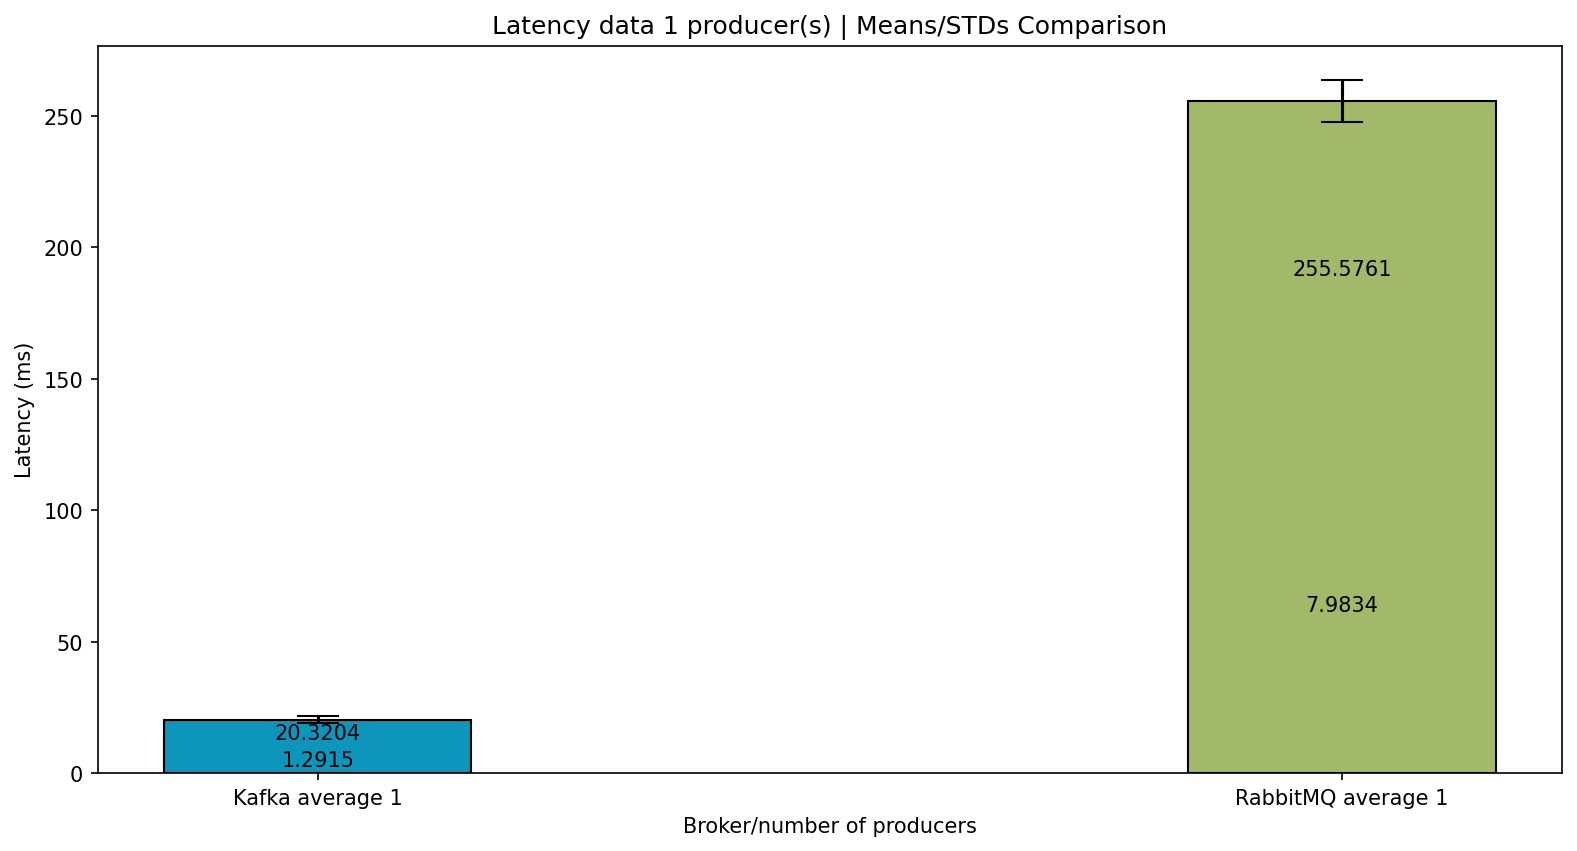 Latency data 1 producer(s) | Means/STDs Comparison
Latency (ms)
250
200
150
100
50
0
255.5761
7.9834
20.3204
1.2915
Kafka average 1
RabbitMQ average 1
Broker/number of producers